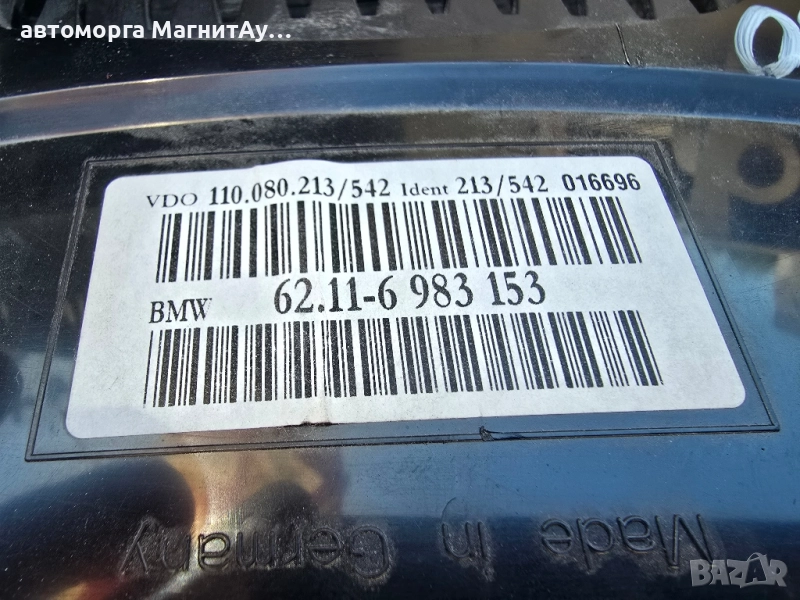 автоморга МагнитАу...
VDO 110.080.213/542 Ident 213/542 016696
BMW 62.11-6 983 153
Made in Germany
BAZAR